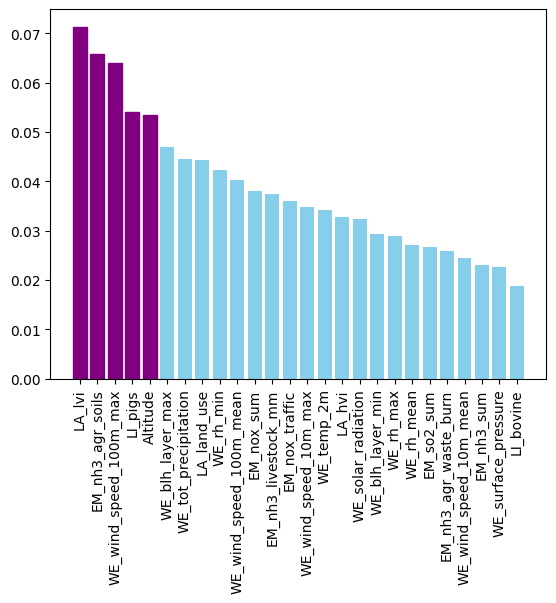 0.07
0.06
0.05
0.04
0.03
0.02
0.01
0.00
LA_lvi
EM_nh3_agr_soils
WE_wind_speed_100m_max
LI_pigs
Altitude
WE_blh_layer_max
WE_tot_precipitation
LA_land_use
WE_rh_min
WE_wind_speed_100m_mean
EM_nox_sum
EM_nh3_livestock_mm
EM_nox_traffic
WE_wind_speed_10m_max
WE_temp_2m
LA_hvi
WE_solar_radiation
WE_blh_layer_min
WE_rh_max
WE_rh_mean
EM_so2_sum
EM_nh3_agr_waste_burn
WE_wind_speed_10m_mean
EM_nh3_sum
WE_surface_pressure
LI_bovine